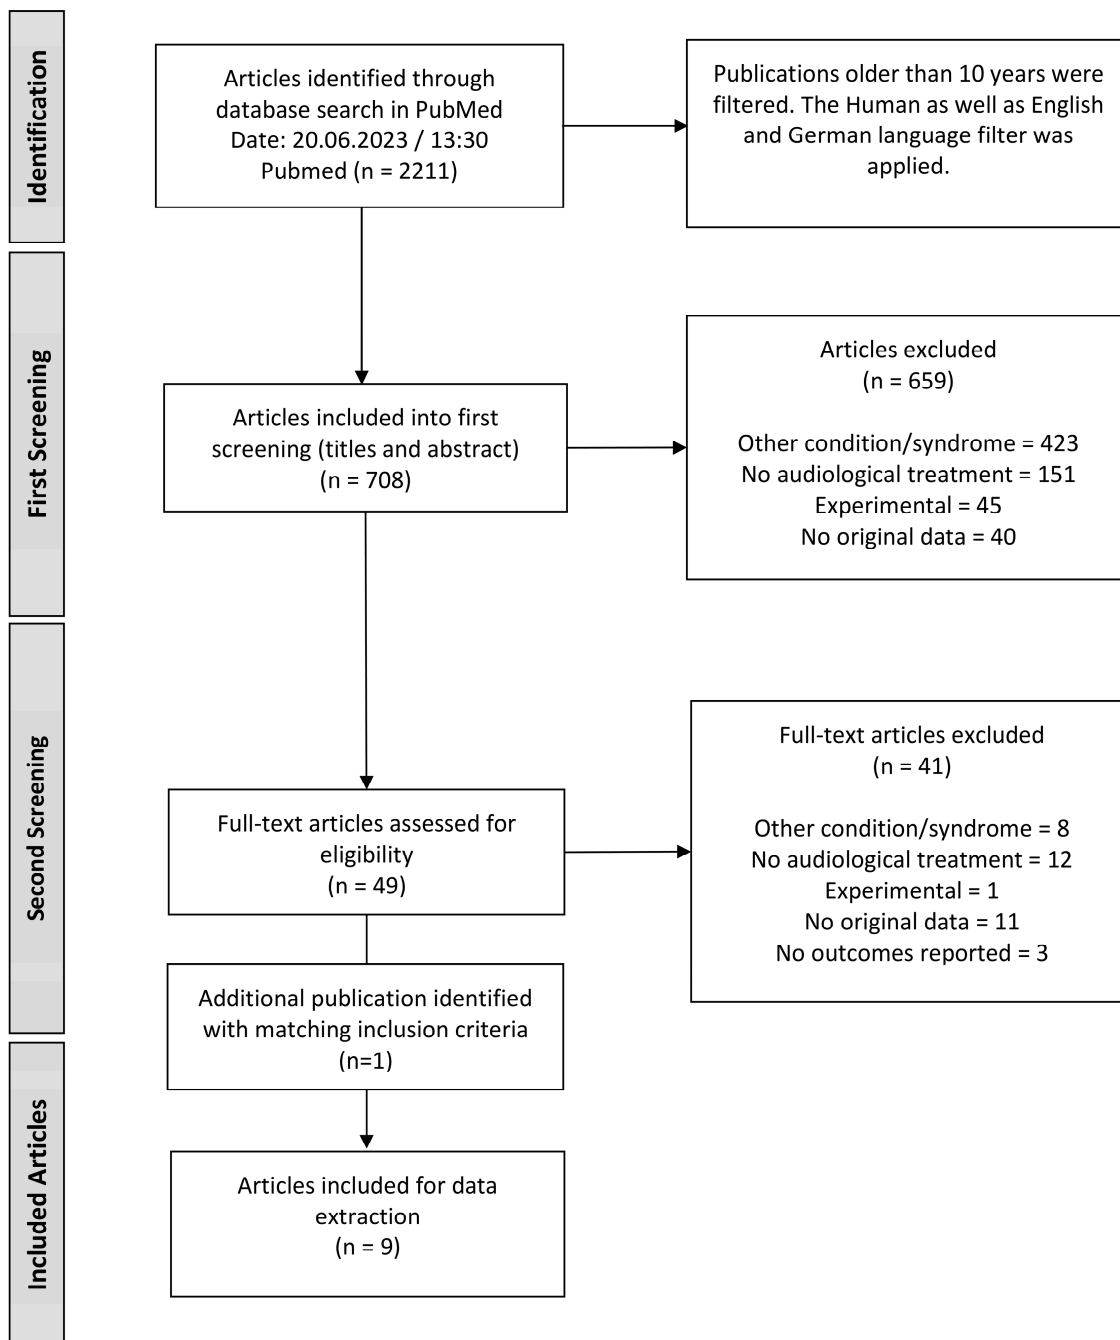 Identification
Articles identified through
database search in PubMed
Date: 20.06.2023 / 13:30
Pubmed (n = 2211)
Publications older than 10 years were
filtered. The Human as well as English
and German language filter was
applied.
First Screening
Articles included into first
screening (titles and abstract)
(n = 708)
Articles excluded
(n = 659)
Other condition/syndrome = 423
No audiological treatment = 151
Experimental = 45
No original data = 40
Second Screening
Full-text articles assessed for
eligibility
(n = 49)
Full-text articles excluded
(n = 41)
Other condition/syndrome = 8
No audiological treatment = 12
Experimental = 1
No original data = 11
No outcomes reported = 3
Additional publication identified
with matching inclusion criteria
(n=1)
Included Articles
Articles included for data
extraction
(n = 9)